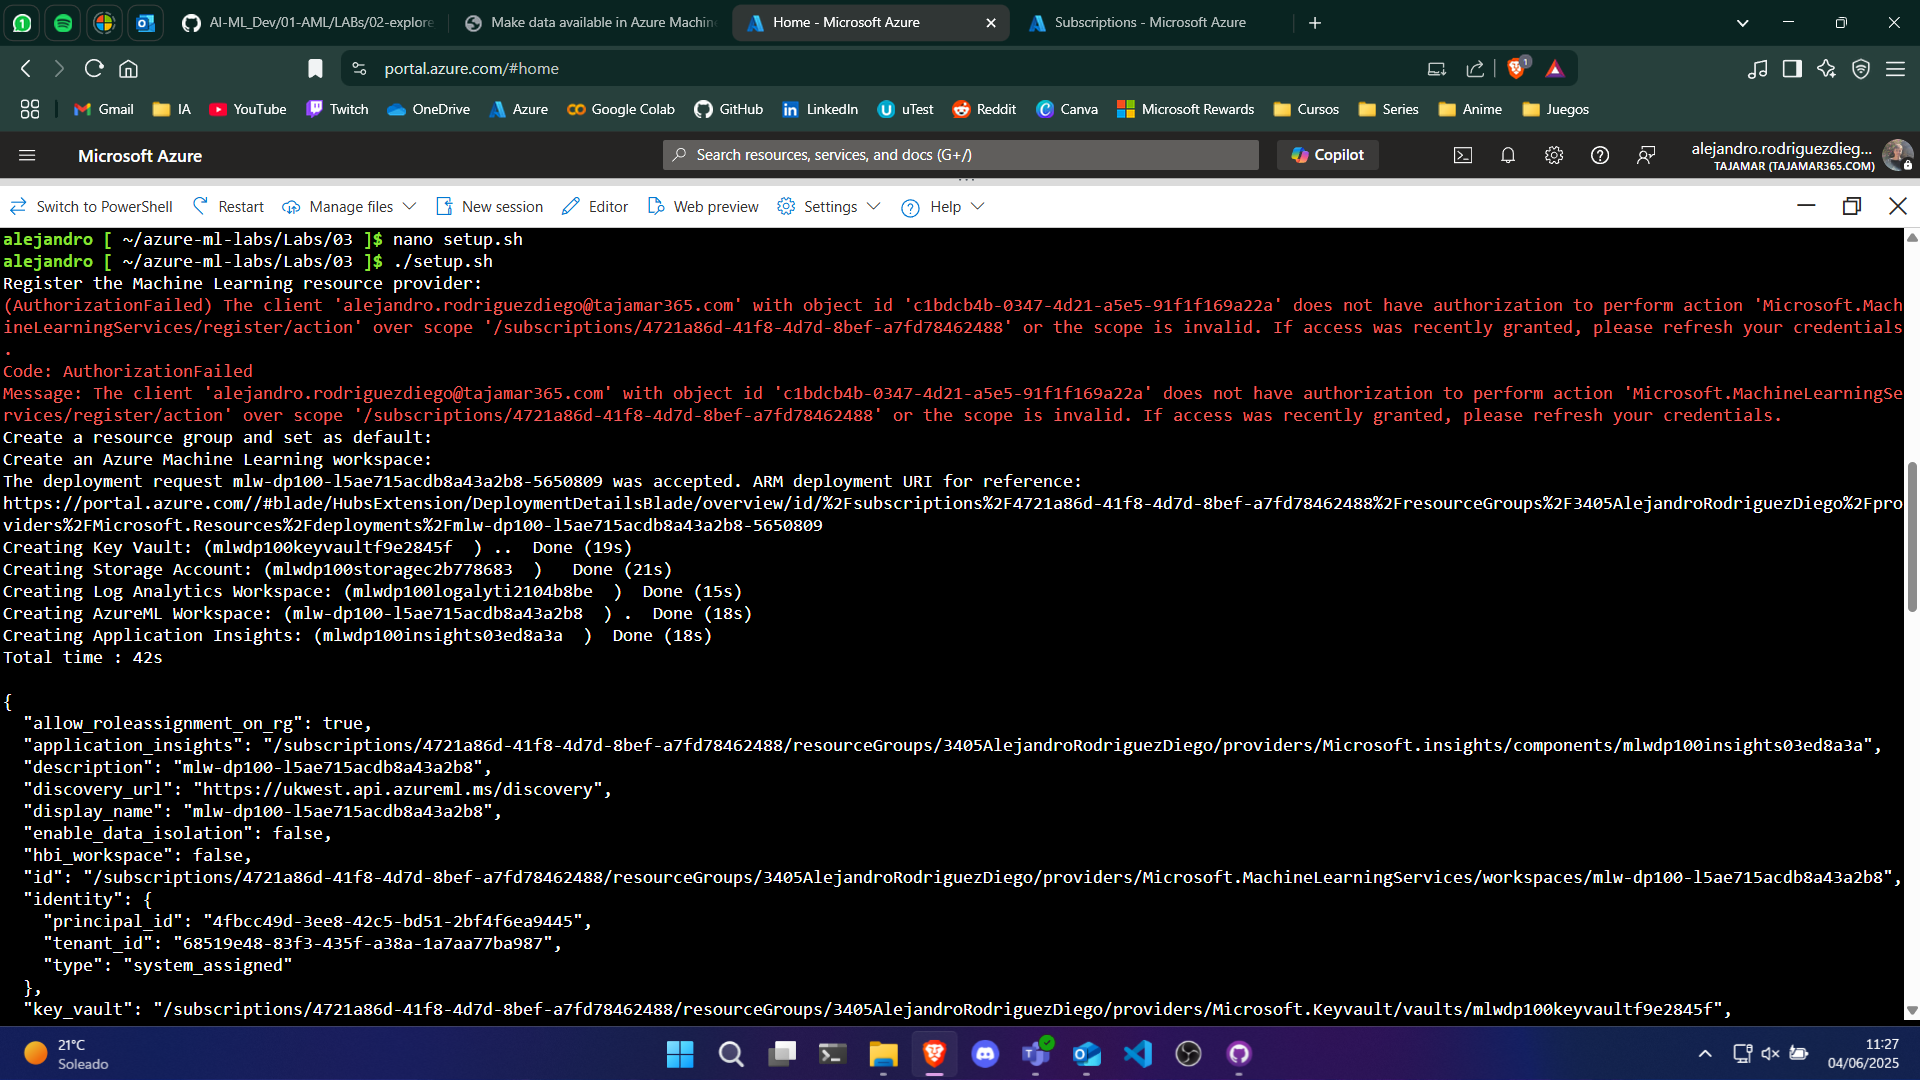 AI-ML_Dev/01-AML/LABs/02-explore
Make data available in Azure Machin
Home - Microsoft Azure
Subscriptions - Microsoft Azure
portal.azure.com/#home
1
Gmail
IA
YouTube
Twitch
OneDrive
Azure
Google Colab
GitHub
LinkedIn
uTest
Reddit
Canva
Microsoft Rewards
Cursos
Series
Anime
Juegos
Microsoft Azure
Search resources, services, and docs (G+/)
Copilot
alejandro.rodriguezdieg...
TAJAMAR (TAJAMAR365.COM)
Switch to PowerShell
Restart
Manage files
New session
Editor
Web preview
Settings
Help
alejandro [ ~/azure-ml-labs/Labs/03 ]$ nano setup.sh
alejandro [ ~/azure-ml-labs/Labs/03 ]$ ./setup.sh
Register the Machine Learning resource provider:
(AuthorizationFailed) The client 'alejandro.rodriguezdiego@tajamar365.com' with object id 'c1bdcb4b-0347-4d21-a5e5-91f1f169a22a' does not have authorization to perform action 'Microsoft.Mach
ineLearningServices/register/action' over scope '/subscriptions/4721a86d-41f8-4d7d-8bef-a7fd78462488' or the scope is invalid. If access was recently granted, please refresh your credentials
.
Code: AuthorizationFailed
Message: The client 'alejandro.rodriguezdiego@tajamar365.com' with object id 'c1bdcb4b-0347-4d21-a5e5-91f1f169a22a' does not have authorization to perform action 'Microsoft.MachineLearningSe
rvices/register/action' over scope '/subscriptions/4721a86d-41f8-4d7d-8bef-a7fd78462488' or the scope is invalid. If access was recently granted, please refresh your credentials.
Create a resource group and set as default:
Create an Azure Machine Learning workspace:
The deployment request mlw-dp100-l5ae715acdb8a43a2b8-5650809 was accepted. ARM deployment URI for reference:
https://portal.azure.com//#blade/HubsExtension/DeploymentDetailsBlade/overview/id/%2Fsubscriptions%2F4721a86d-41f8-4d7d-8bef-a7fd78462488%2FresourceGroups%2F3405AlejandroRodriguezDiego%2Fpro
viders%2FMicrosoft.Resources%2Fdeployments%2Fmlw-dp100-l5ae715acdb8a43a2b8-5650809
Creating Key Vault: (mlwdp100keyvaultf9e2845f  ) ..  Done (19s)
Creating Storage Account: (mlwdp100storagec2b778683  )   Done (21s)
Creating Log Analytics Workspace: (mlwdp100logalyti2104b8be  )  Done (15s)
Creating AzureML Workspace: (mlw-dp100-l5ae715acdb8a43a2b8  ) .  Done (18s)
Creating Application Insights: (mlwdp100insights03ed8a3a  )  Done (18s)
Total time : 42s
{
"allow_roleassignment_on_rg": true,
"application_insights": "/subscriptions/4721a86d-41f8-4d7d-8bef-a7fd78462488/resourceGroups/3405AlejandroRodriguezDiego/providers/Microsoft.insights/components/mlwdp100insights03ed8a3a",
"description": "mlw-dp100-l5ae715acdb8a43a2b8",
"discovery_url": "https://ukwest.api.azureml.ms/discovery",
"display_name": "mlw-dp100-l5ae715acdb8a43a2b8",
"enable_data_isolation": false,
"hbi_workspace": false,
"id": "/subscriptions/4721a86d-41f8-4d7d-8bef-a7fd78462488/resourceGroups/3405AlejandroRodriguezDiego/providers/Microsoft.MachineLearningServices/workspaces/mlw-dp100-l5ae715acdb8a43a2b8",
"identity": {
"principal_id": "4fbcc49d-3ee8-42c5-bd51-2bf4f6ea9445",
"tenant_id": "68519e48-83f3-435f-a38a-1a7aa77ba987",
"type": "system_assigned"
},
"key_vault": "/subscriptions/4721a86d-41f8-4d7d-8bef-a7fd78462488/resourceGroups/3405AlejandroRodriguezDiego/providers/Microsoft.Keyvault/vaults/mlwdp100keyvaultf9e2845f",
21°C
Soleado
11:27
04/06/2025